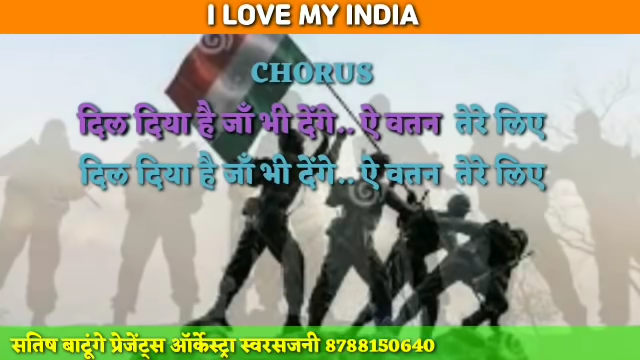 I LOVE MY INDIA
CHORUS
दिल दिया है जाँ भी देंगे.. ऐ वतन तेरे लिए
दिल दिया है जाँ भी देंगे.. ऐ वतन तेरे लिए
सतिष बाटूंगे प्रेजेंट्स ऑर्केस्ट्रा स्वरसजनी 8788150640